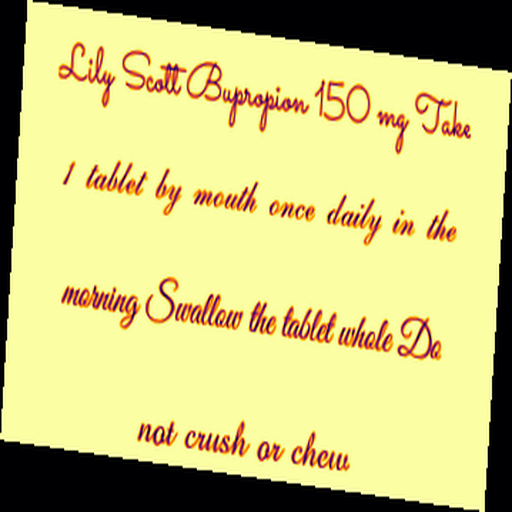 Lily Scott Bupropion 150 mg Take
1 tablet by mouth once daily in the
morning Swallow the tablet whole Do
not crush or chew